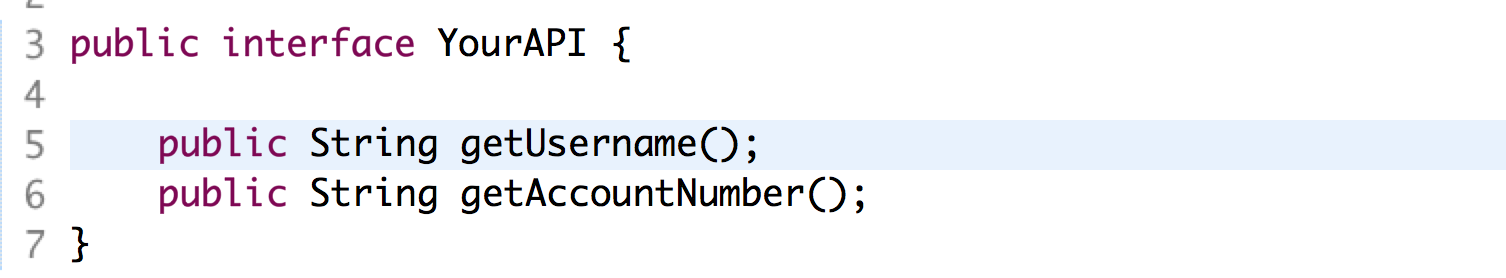 3 public interface YourAPI {
4
5     public String getUsername();
6     public String getAccountNumber();
7 }